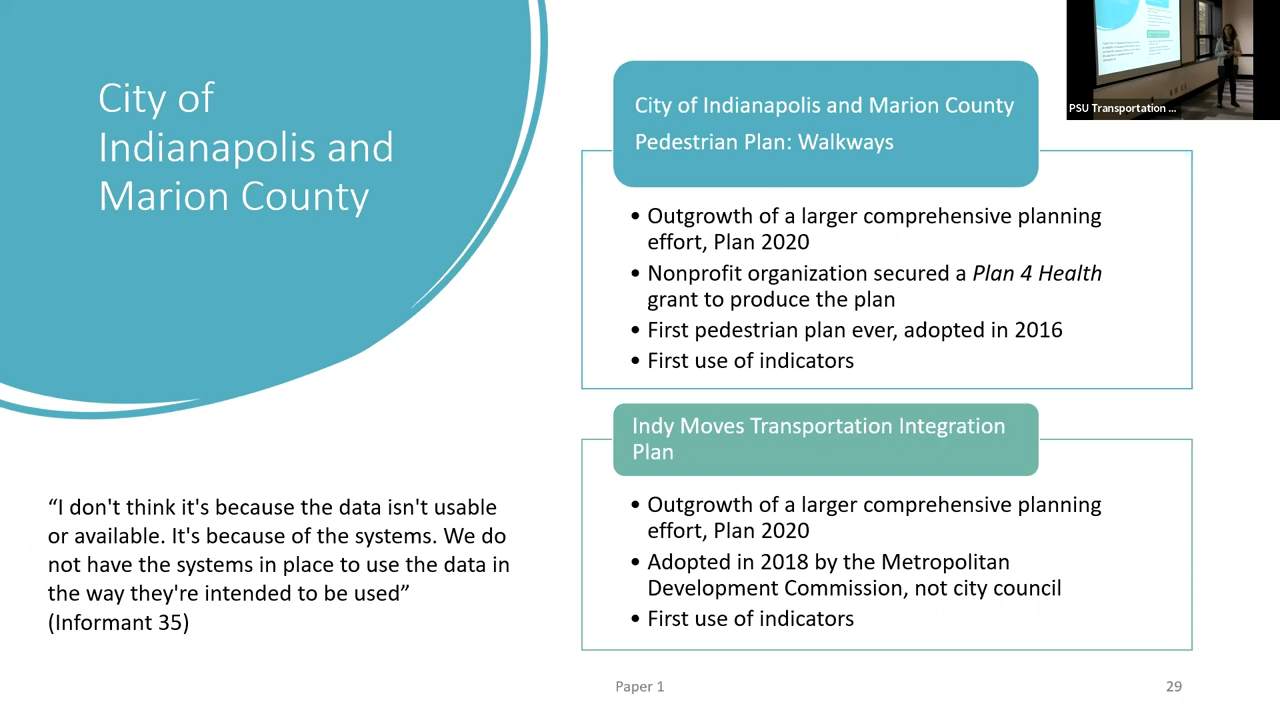 City of
Indianapolis and
Marion County
“I don't think it's because the data isn't usable
or available. It's because of the systems. We do
not have the systems in place to use the data in
the way they're intended to be used”
(Informant 35)
City of Indianapolis and Marion County
Pedestrian Plan: Walkways
• Outgrowth of a larger comprehensive planning
effort, Plan 2020
• Nonprofit organization secured a Plan 4 Health
grant to produce the plan
• First pedestrian plan ever, adopted in 2016
• First use of indicators
Indy Moves Transportation Integration
Plan
• Outgrowth of a larger comprehensive planning
effort, Plan 2020
• Adopted in 2018 by the Metropolitan
Development Commission, not city council
• First use of indicators
Paper 1
29
PSU Transportation ...